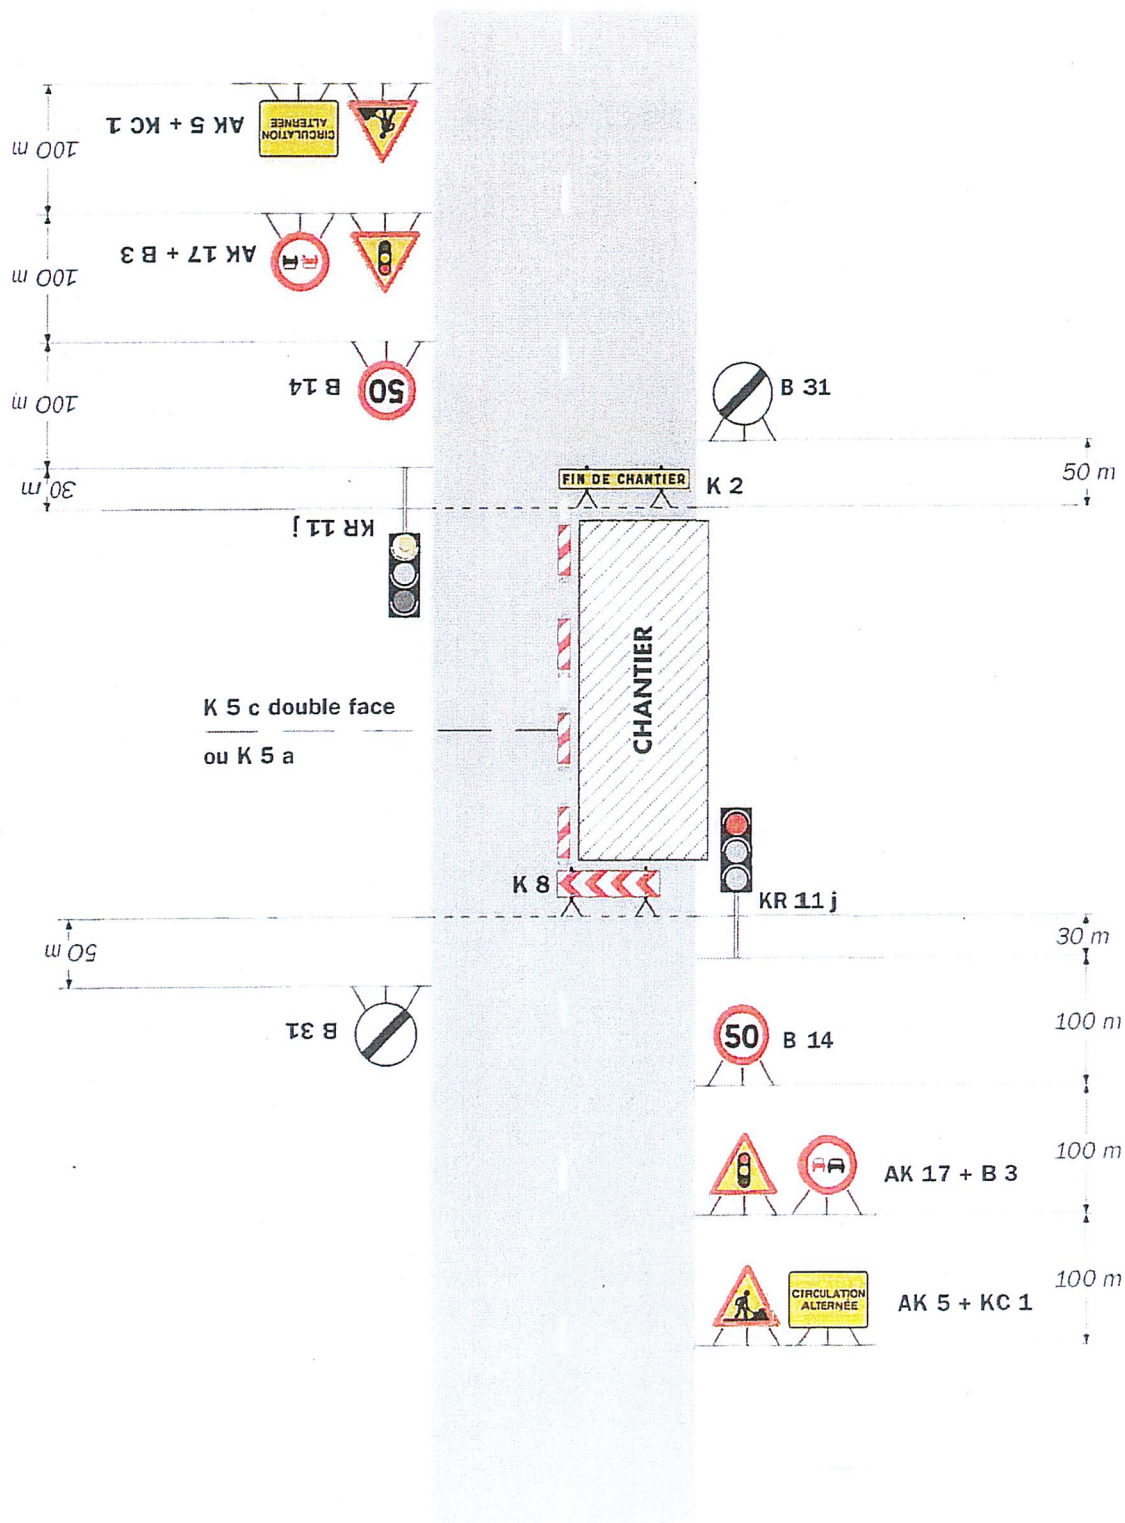 AK 5 + KC 1
CIRCULATION
ALTERNÉE
100 m
AK 17 + B 3
100 m
B 14
50
100 m
B 31
50 m
30 m
FIN DE CHANTIER
K 2
KR 11 j
CHANTIER
K 5 c double face
ou K 5 a
K 8
KR 11 j
30 m
50 m
B 31
50
B 14
100 m
AK 17 + B 3
100 m
CIRCULATION
ALTERNÉE
AK 5 + KC 1
100 m